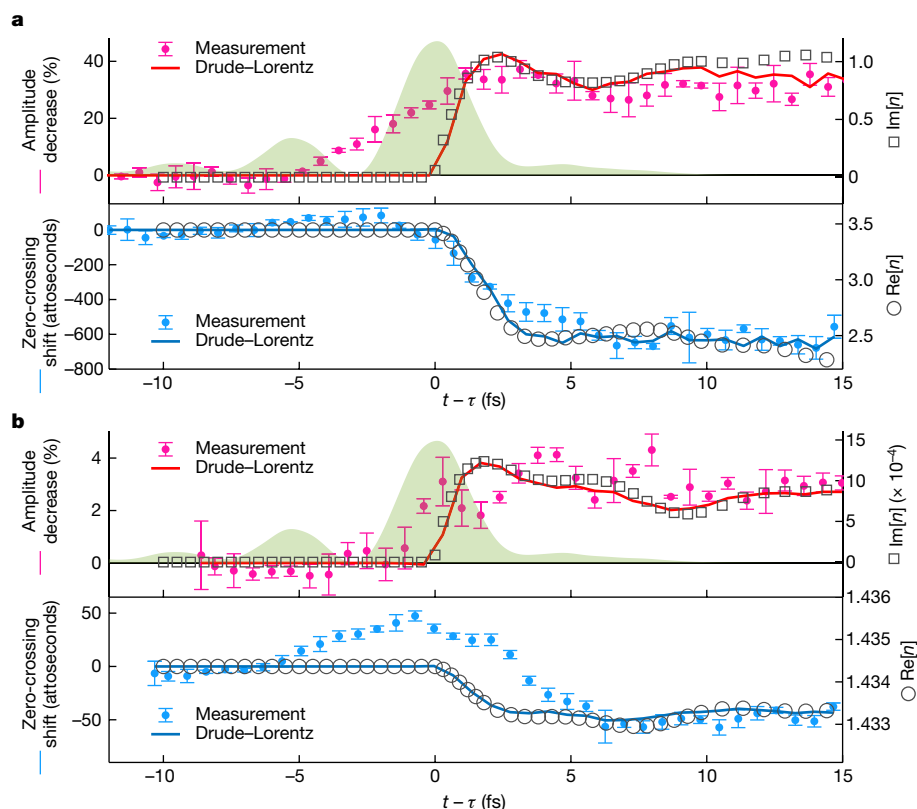 a
Amplitude decrease (%)
40
20
0
Measurement
Drude–Lorentz
1.0
0.5
0
Im[n]
Zero-crossing shift (attoseconds)
0
−200
−400
−600
−800
Measurement
Drude–Lorentz
3.5
3.0
2.5
Re[n]
−10
−5
0
5
10
15
t − τ (fs)
b
Amplitude decrease (%)
4
2
0
Measurement
Drude–Lorentz
15
10
5
0
Im[n] (× 10⁻⁴)
Zero-crossing shift (attoseconds)
50
0
−50
Measurement
Drude–Lorentz
1.436
1.435
1.434
1.433
Re[n]
−10
−5
0
5
10
15
t − τ (fs)